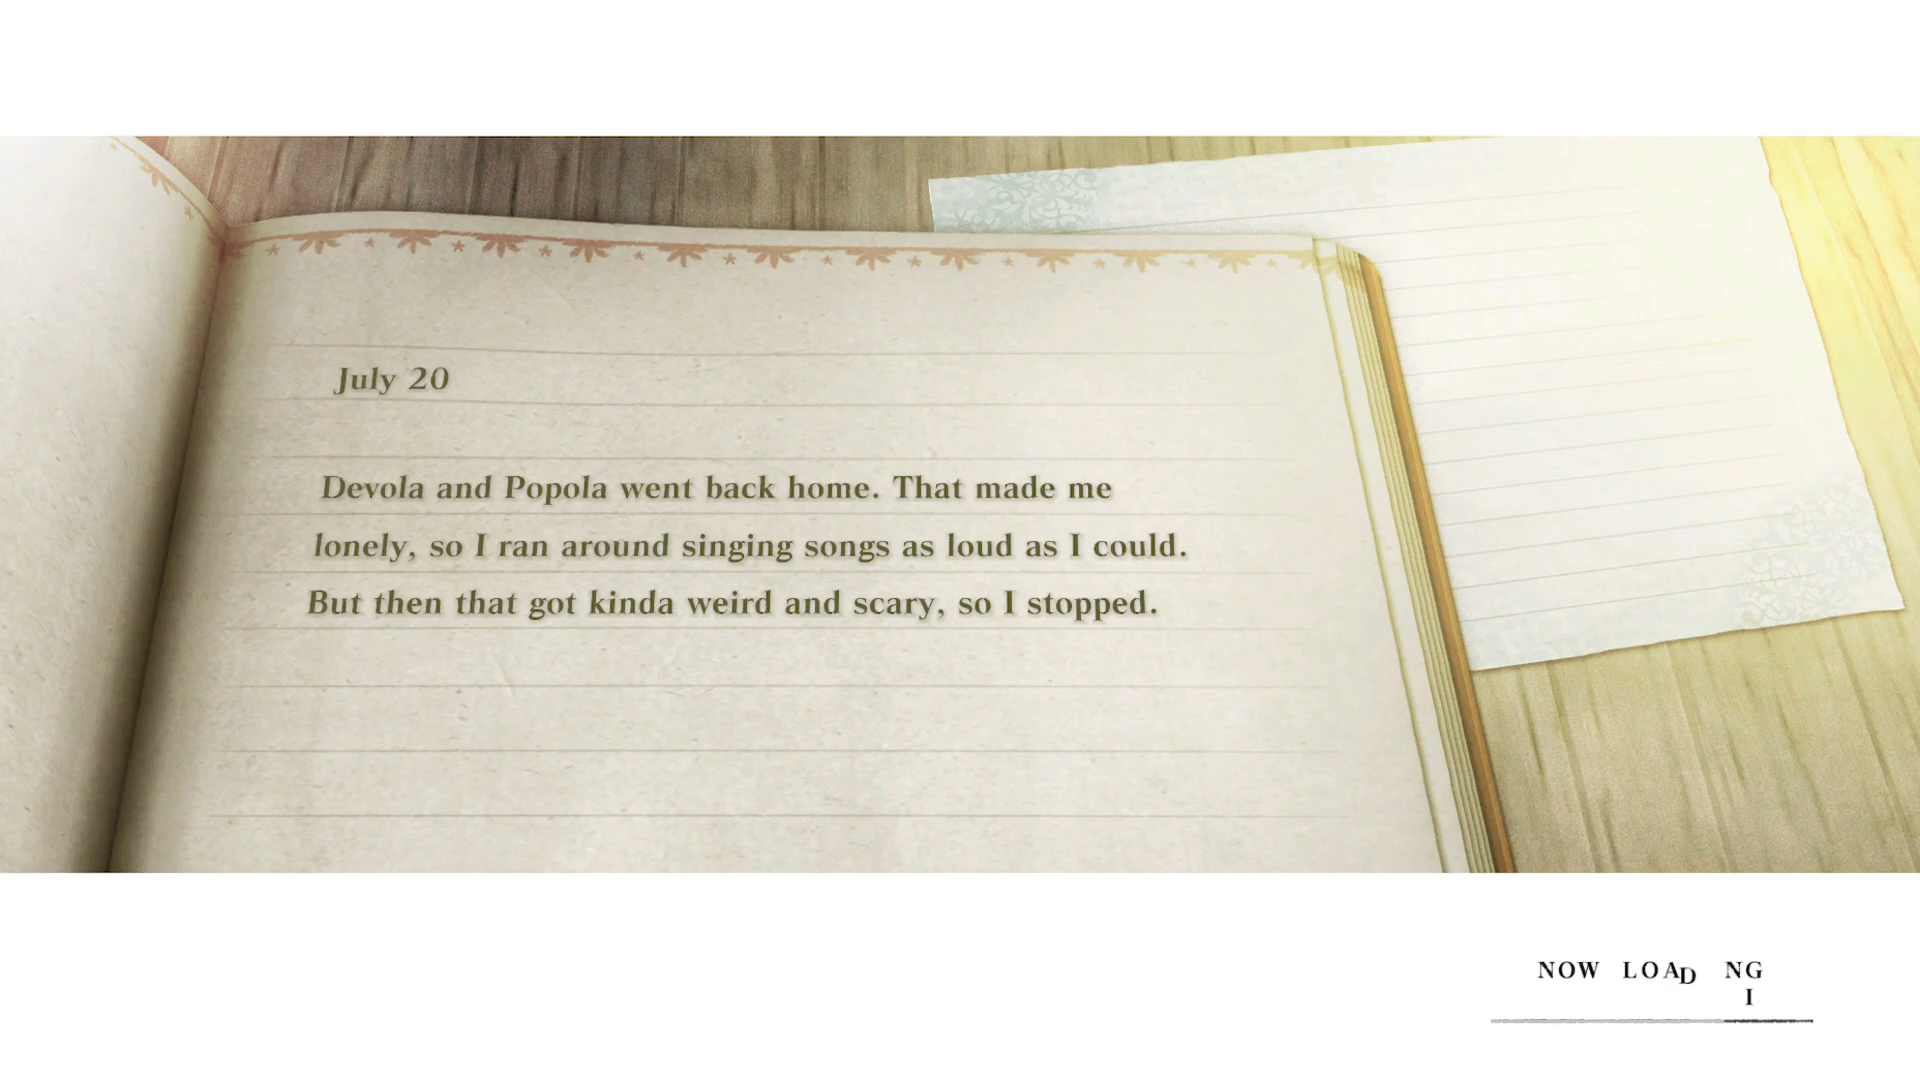 July 20
Devola and Popola went back home. That made me
lonely, so I ran around singing songs as loud as I could.
But then that got kinda weird and scary, so I stopped.
NOW LOADING